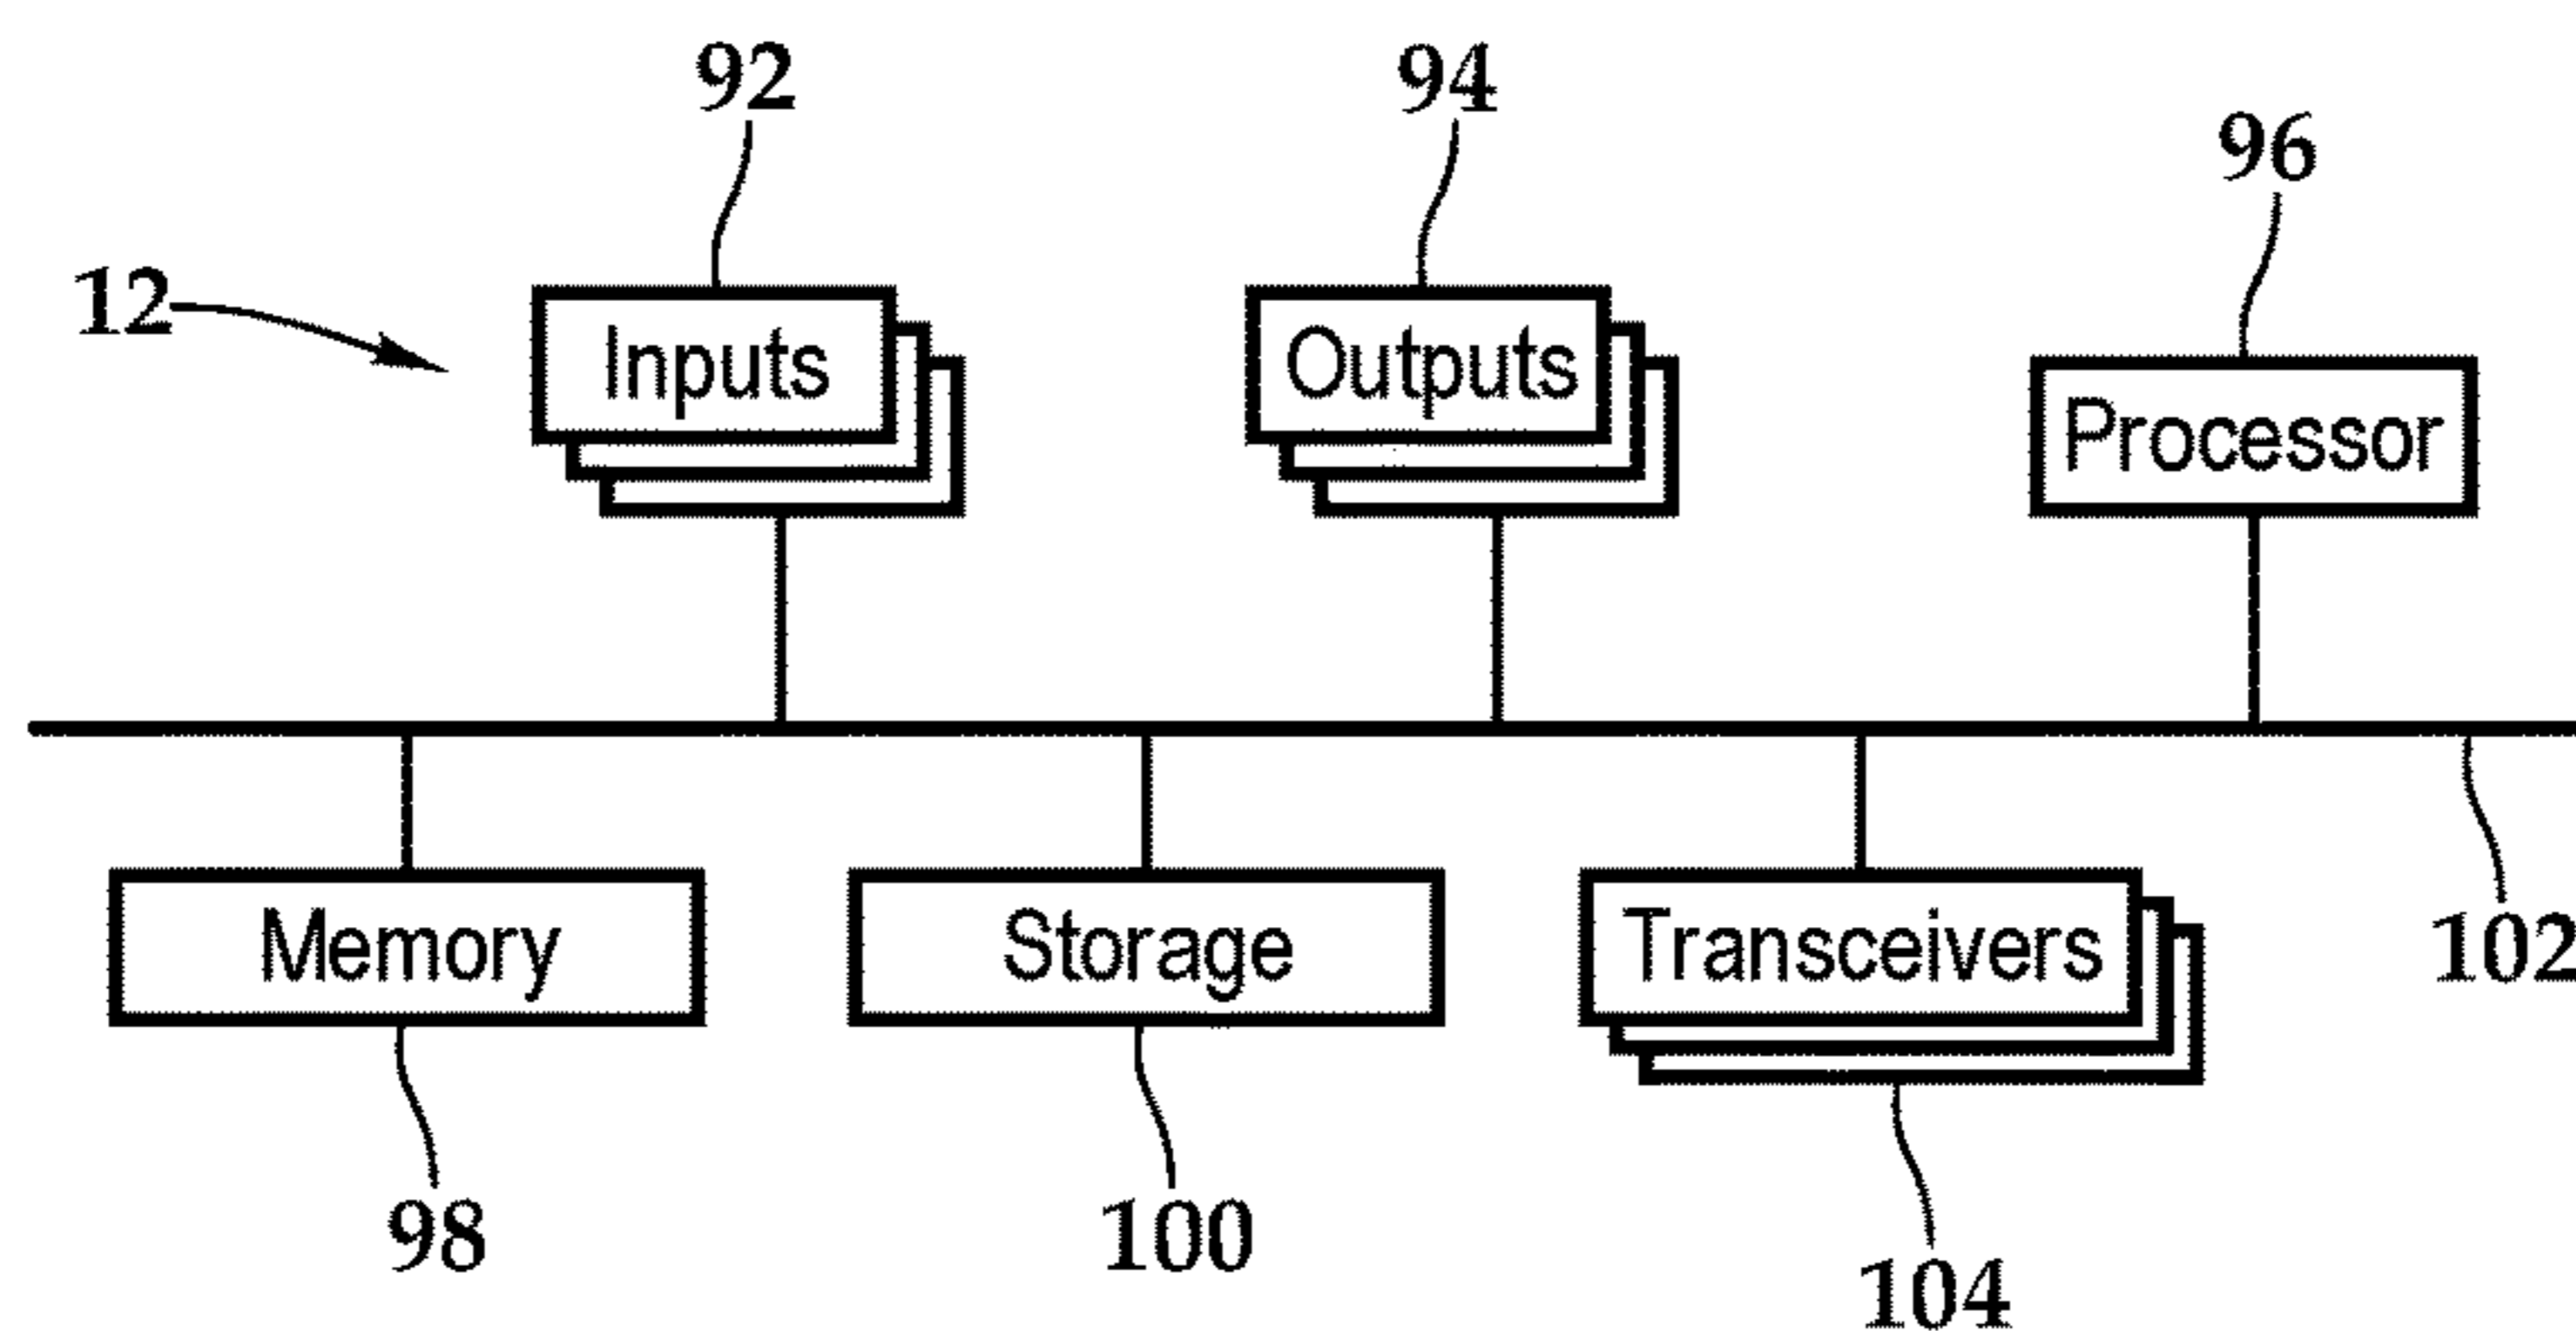 92
94
96
12
Inputs
Outputs
Processor
Memory
Storage
Transceivers
102
98
100
104